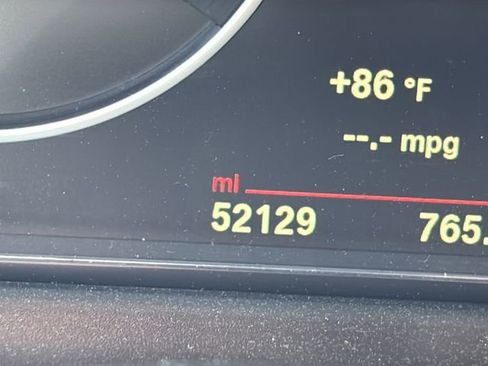 +86 °F
--.- mpg
mi
52129 765.